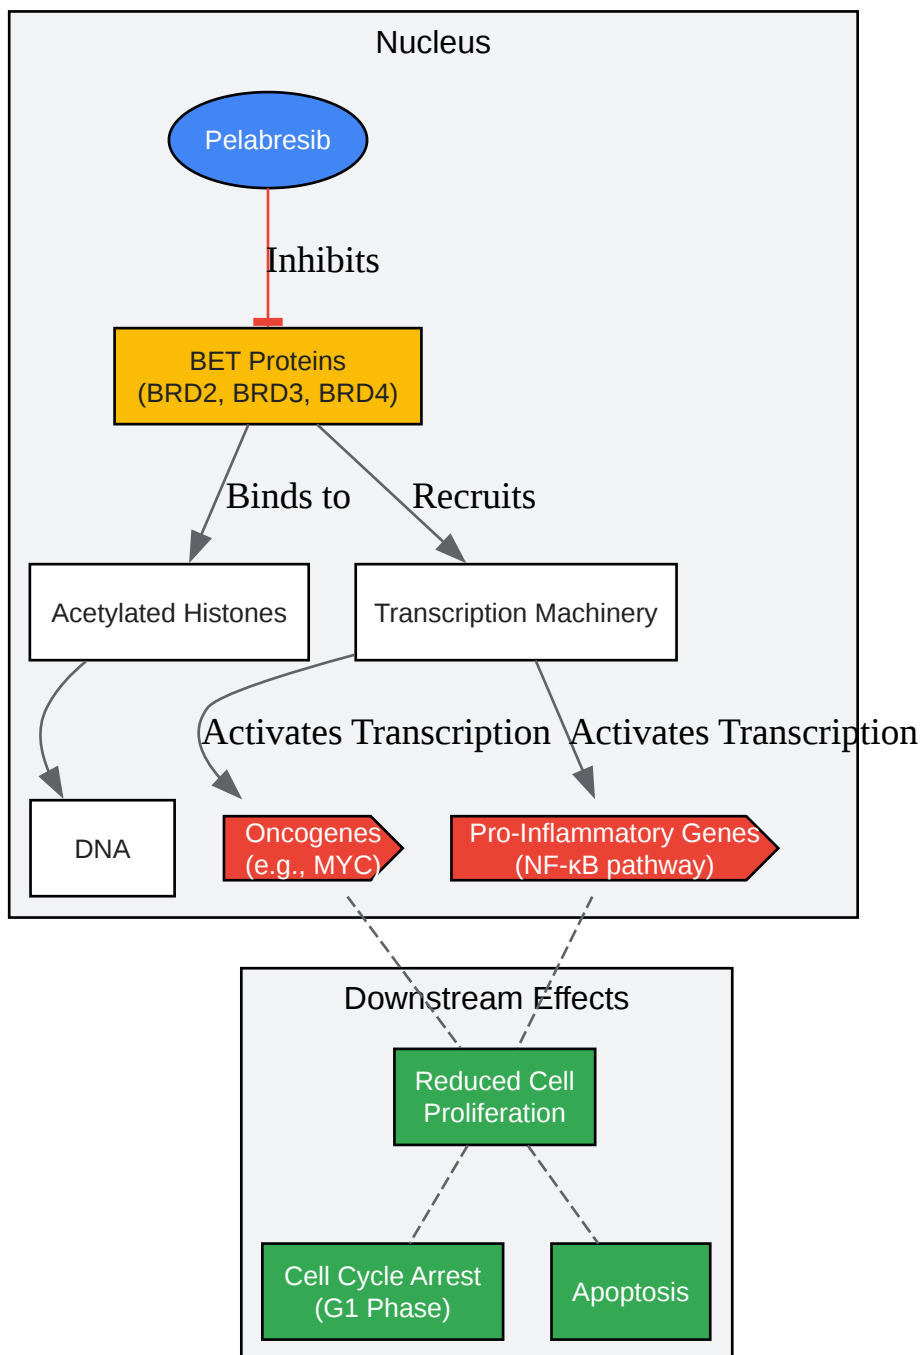 Nucleus
Pelabresib
Inhibits
BET Proteins
(BRD2, BRD3, BRD4)
Binds to
Recruits
Acetylated Histones
Transcription Machinery
Activates Transcription
Activates Transcription
DNA
Oncogenes
(e.g., MYC)
Pro-Inflammatory Genes
(NF-κB pathway)
Downstream Effects
Reduced Cell
Proliferation
Cell Cycle Arrest
(G1 Phase)
Apoptosis